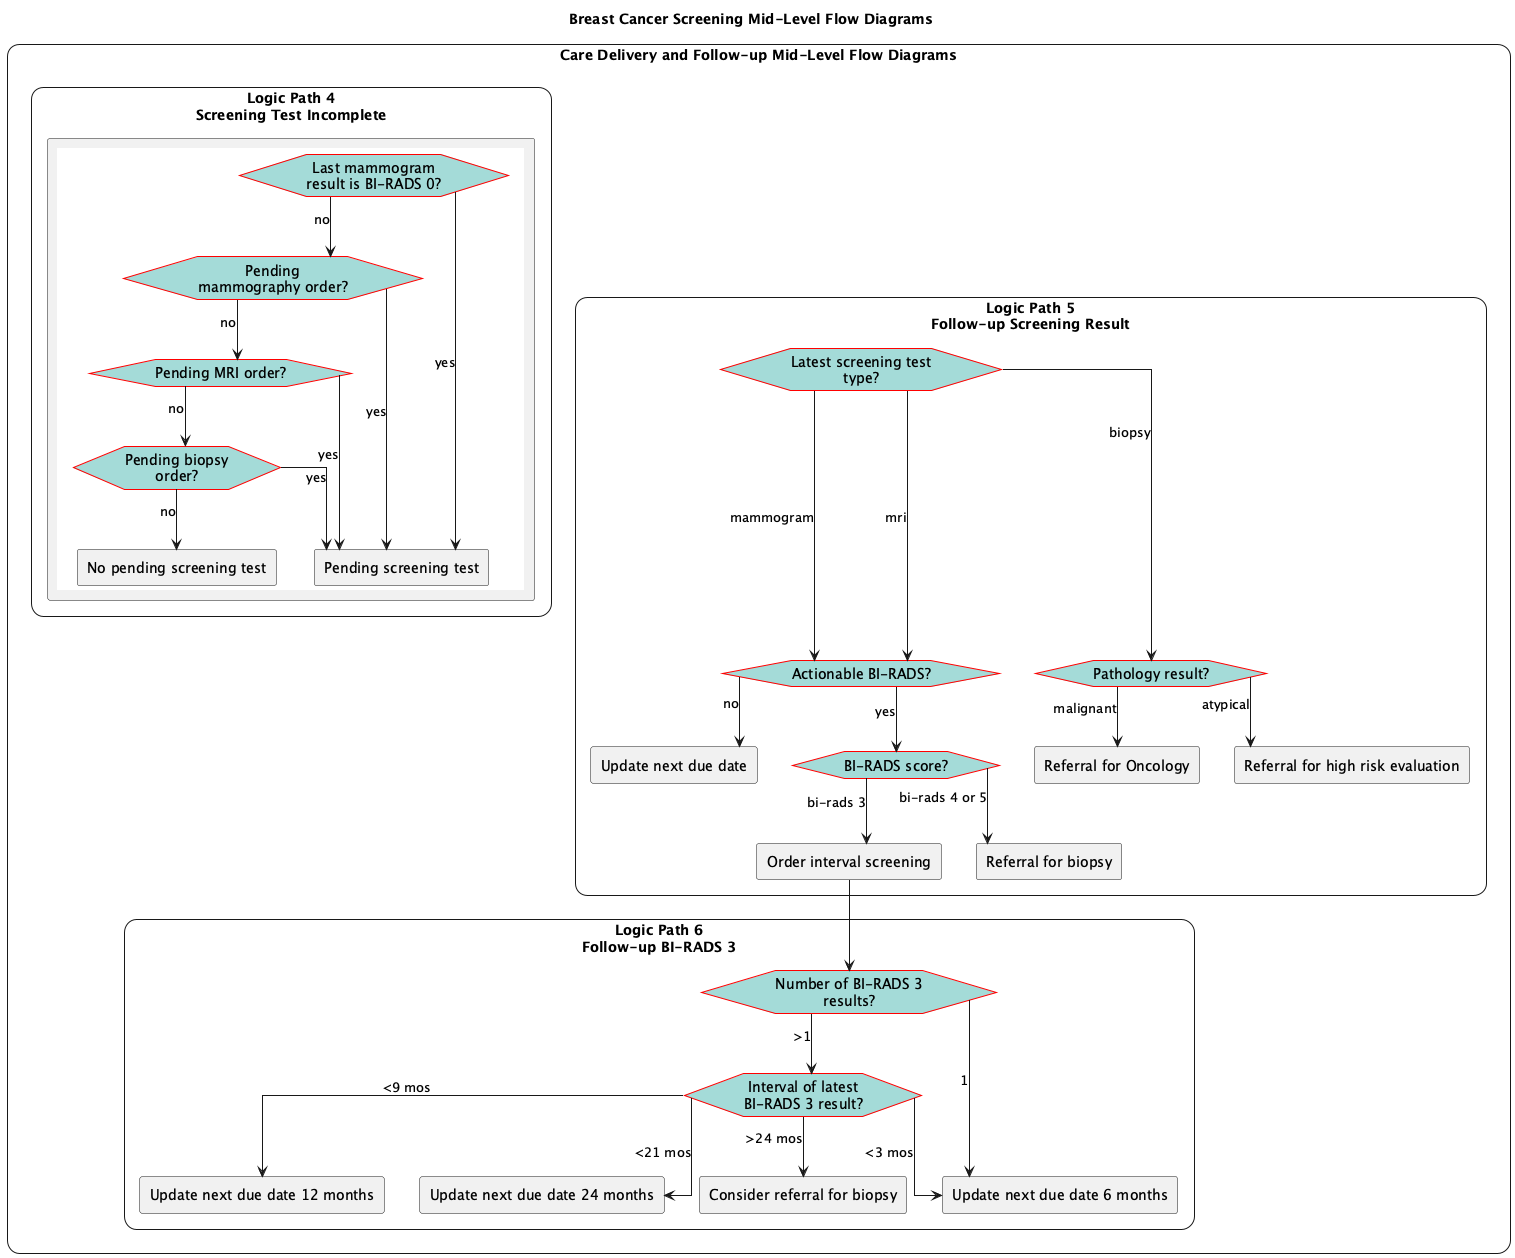 Breast Cancer Screening Mid-Level Flow Diagrams
Care Delivery and Follow-up Mid-Level Flow Diagrams
Logic Path 4
Screening Test Incomplete
Last mammogram
result is BI-RADS 0?
no
Pending
mammography order?
no
yes
Pending MRI order?
no
yes
Pending biopsy
order?
yes
yes
no
No pending screening test
Pending screening test
Logic Path 5
Follow-up Screening Result
Latest screening test
type?
biopsy
mammogram
mri
Actionable BI-RADS?
Pathology result?
no
yes
malignant
atypical
Update next due date
BI-RADS score?
Referral for Oncology
Referral for high risk evaluation
bi-rads 3
bi-rads 4 or 5
Order interval screening
Referral for biopsy
Logic Path 6
Follow-up BI-RADS 3
Number of BI-RADS 3
results?
>1
1
Interval of latest
BI-RADS 3 result?
<9 mos
<21 mos
>24 mos
<3 mos
Update next due date 12 months
Update next due date 24 months
Consider referral for biopsy
Update next due date 6 months